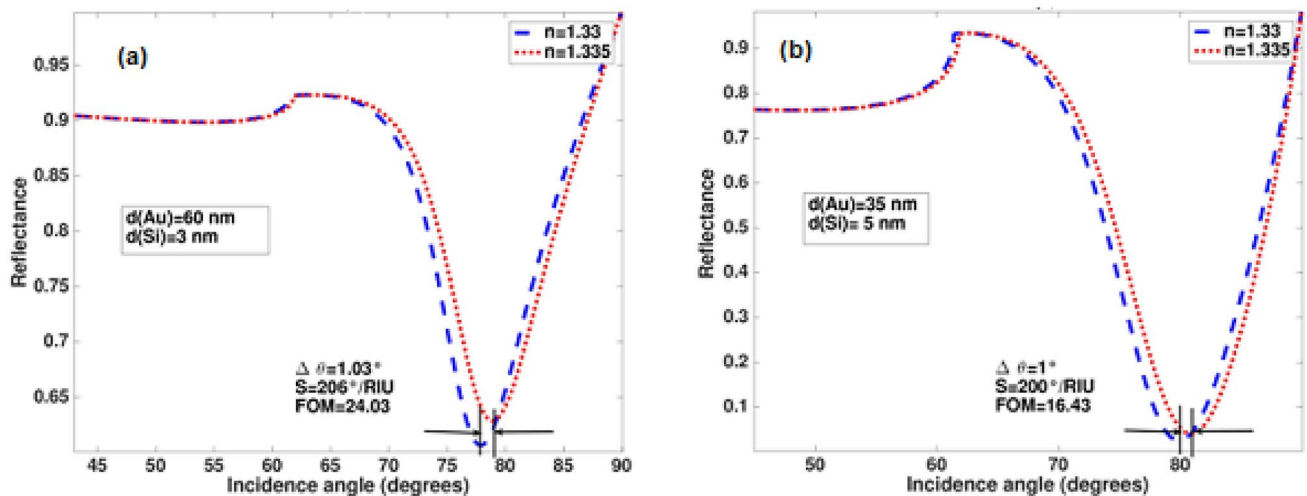 (a)
n=1.33
n=1.335
0.95
0.9
0.85
0.8
0.75
0.7
0.65
Reflectance
d(Au)=60 nm
d(Si)=3 nm
Δ θ=1.03°
S=206°/RIU
FOM=24.03
45 50 55 60 65 70 75 80 85 90
Incidence angle (degrees)
(b)
n=1.33
n=1.335
0.9
0.8
0.7
0.6
0.5
0.4
0.3
0.2
0.1
Reflectance
d(Au)=35 nm
d(Si)= 5 nm
Δ θ=1°
S=200°/RIU
FOM=16.43
50 60 70 80
Incidence angle (degrees)